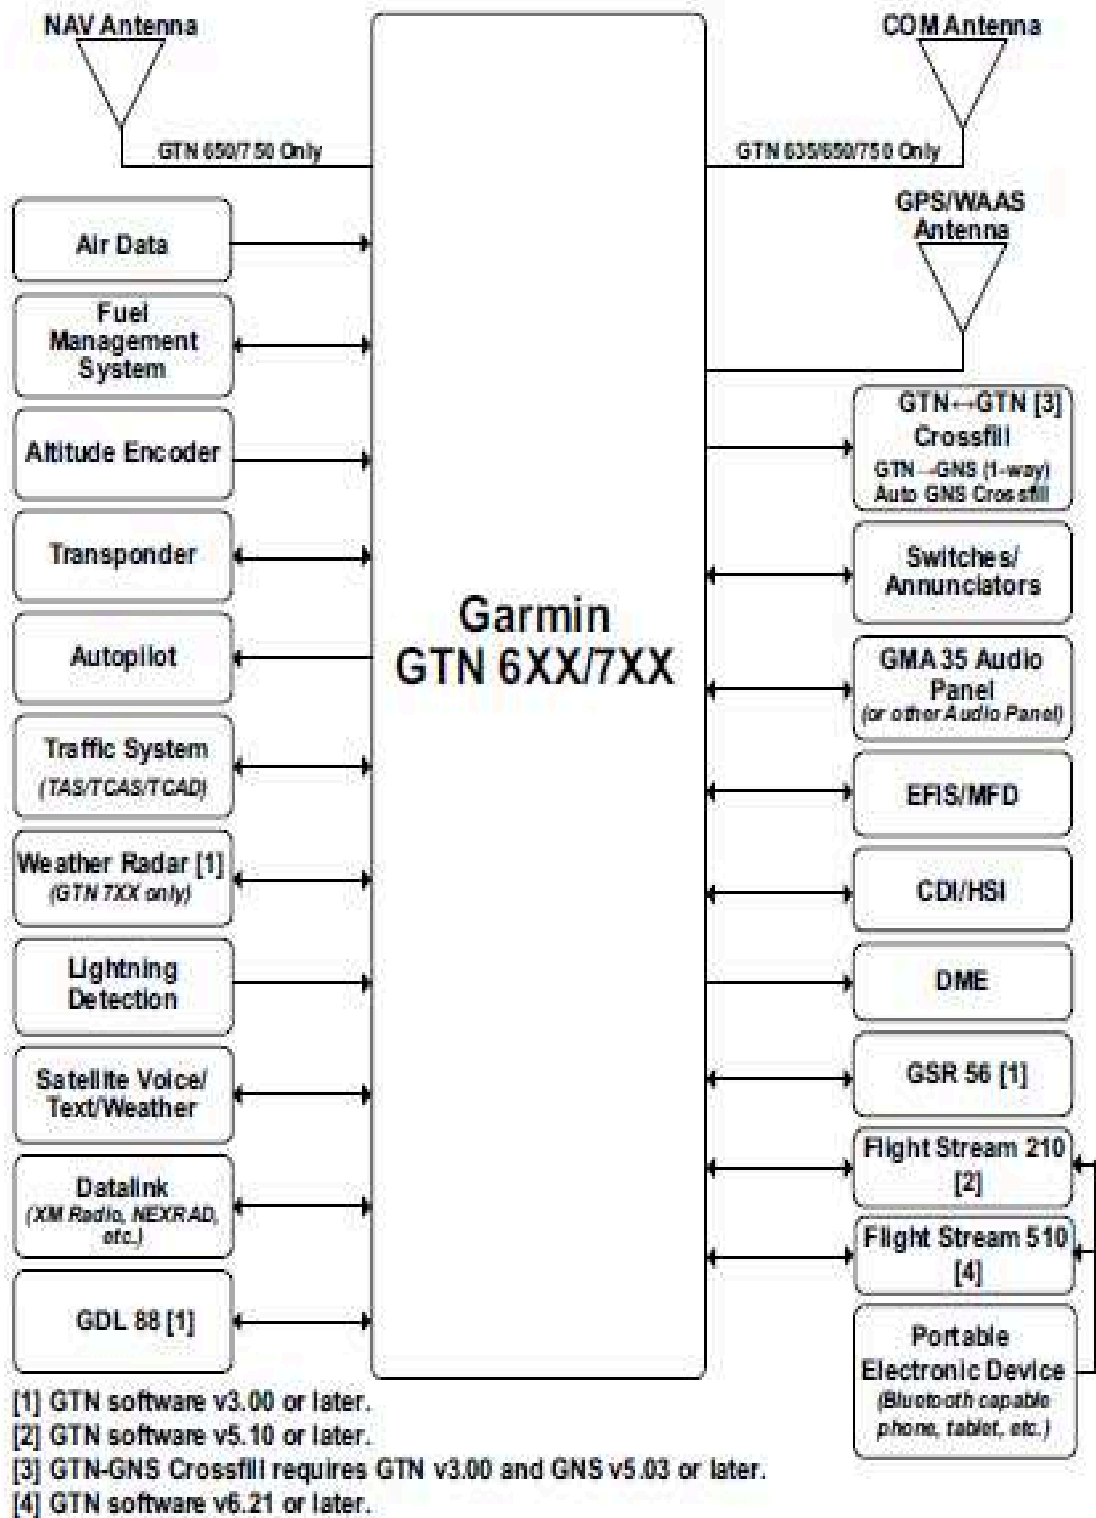 NAV Antenna
COM Antenna
GTN 650/750 Only
GTN 635/650/750 Only
GPS/WAAS
Antenna
Air Data
Fuel
Management
System
Altitude Encoder
Transponder
Autopilot
Traffic System
(TAS/TCAS/TCAD)
Weather Radar [1]
(GTN 7XX only)
Lightning
Detection
Satellite Voice/
Text/Weather
Datalink
(XM Radio, NEXRAD,
etc.)
GDL 88 [1]
Garmin
GTN 6XX/7XX
GTN↔GTN [3]
Crossfill
GTN→GNS (1-way)
Auto GNS Crossfill
Switches/
Annunciators
GMA 35 Audio
Panel
(or other Audio Panel)
EFIS/MFD
CDI/HSI
DME
GSR 56 [1]
Flight Stream 210
[2]
Flight Stream 510
[4]
Portable
Electronic Device
(Bluetooth capable
phone, tablet, etc.)
[1] GTN software v3.00 or later.
[2] GTN software v5.10 or later.
[3] GTN-GNS Crossfill requires GTN v3.00 and GNS v5.03 or later.
[4] GTN software v6.21 or later.